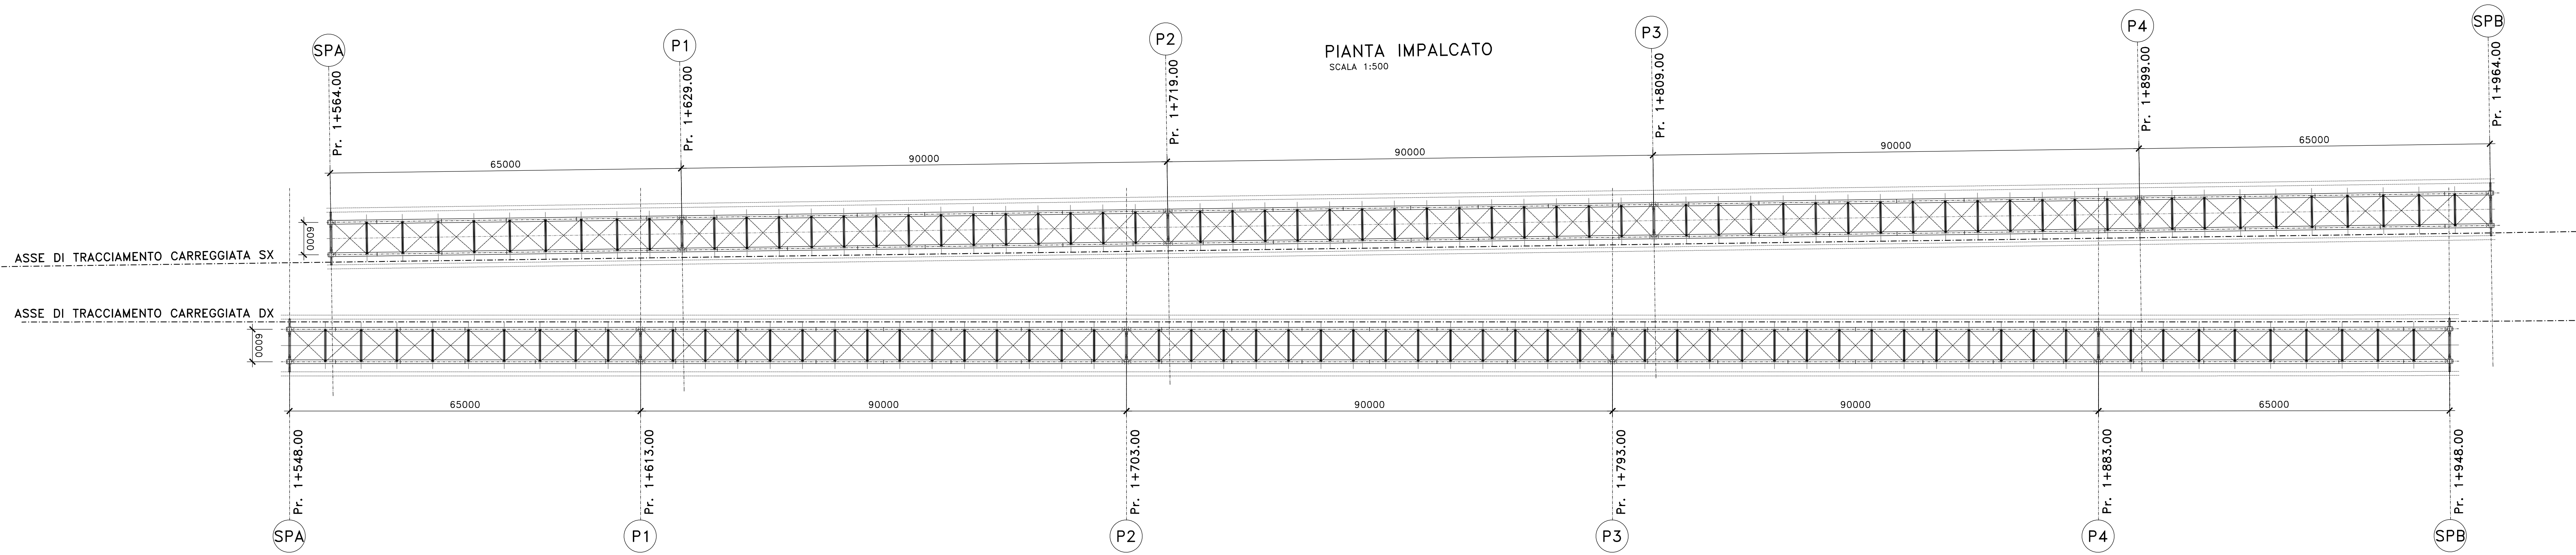 SPA
P1
P2
P3
P4
SPB
PIANTA IMPALCATO
SCALA 1:500
Pr. 1+564.00
Pr. 1+629.00
Pr. 1+719.00
Pr. 1+809.00
Pr. 1+899.00
Pr. 1+964.00
65000
90000
90000
90000
65000
6000
ASSE DI TRACCIAMENTO CARREGGIATA SX
ASSE DI TRACCIAMENTO CARREGGIATA DX
6000
65000
90000
90000
90000
65000
Pr. 1+548.00
Pr. 1+613.00
Pr. 1+703.00
Pr. 1+793.00
Pr. 1+883.00
Pr. 1+948.00
SPA
P1
P2
P3
P4
SPB